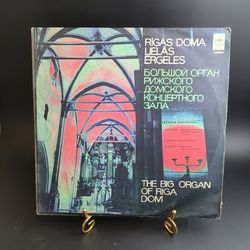 RĪGAS DOMA
LIELĀS
ĒRĢELES
БОЛЬШОЙ ОРГАН
РИЖСКОГО
ДОМСКОГО
КОНЦЕРТНОГО
ЗАЛА
THE BIG ORGAN
OF RIGA
DOM